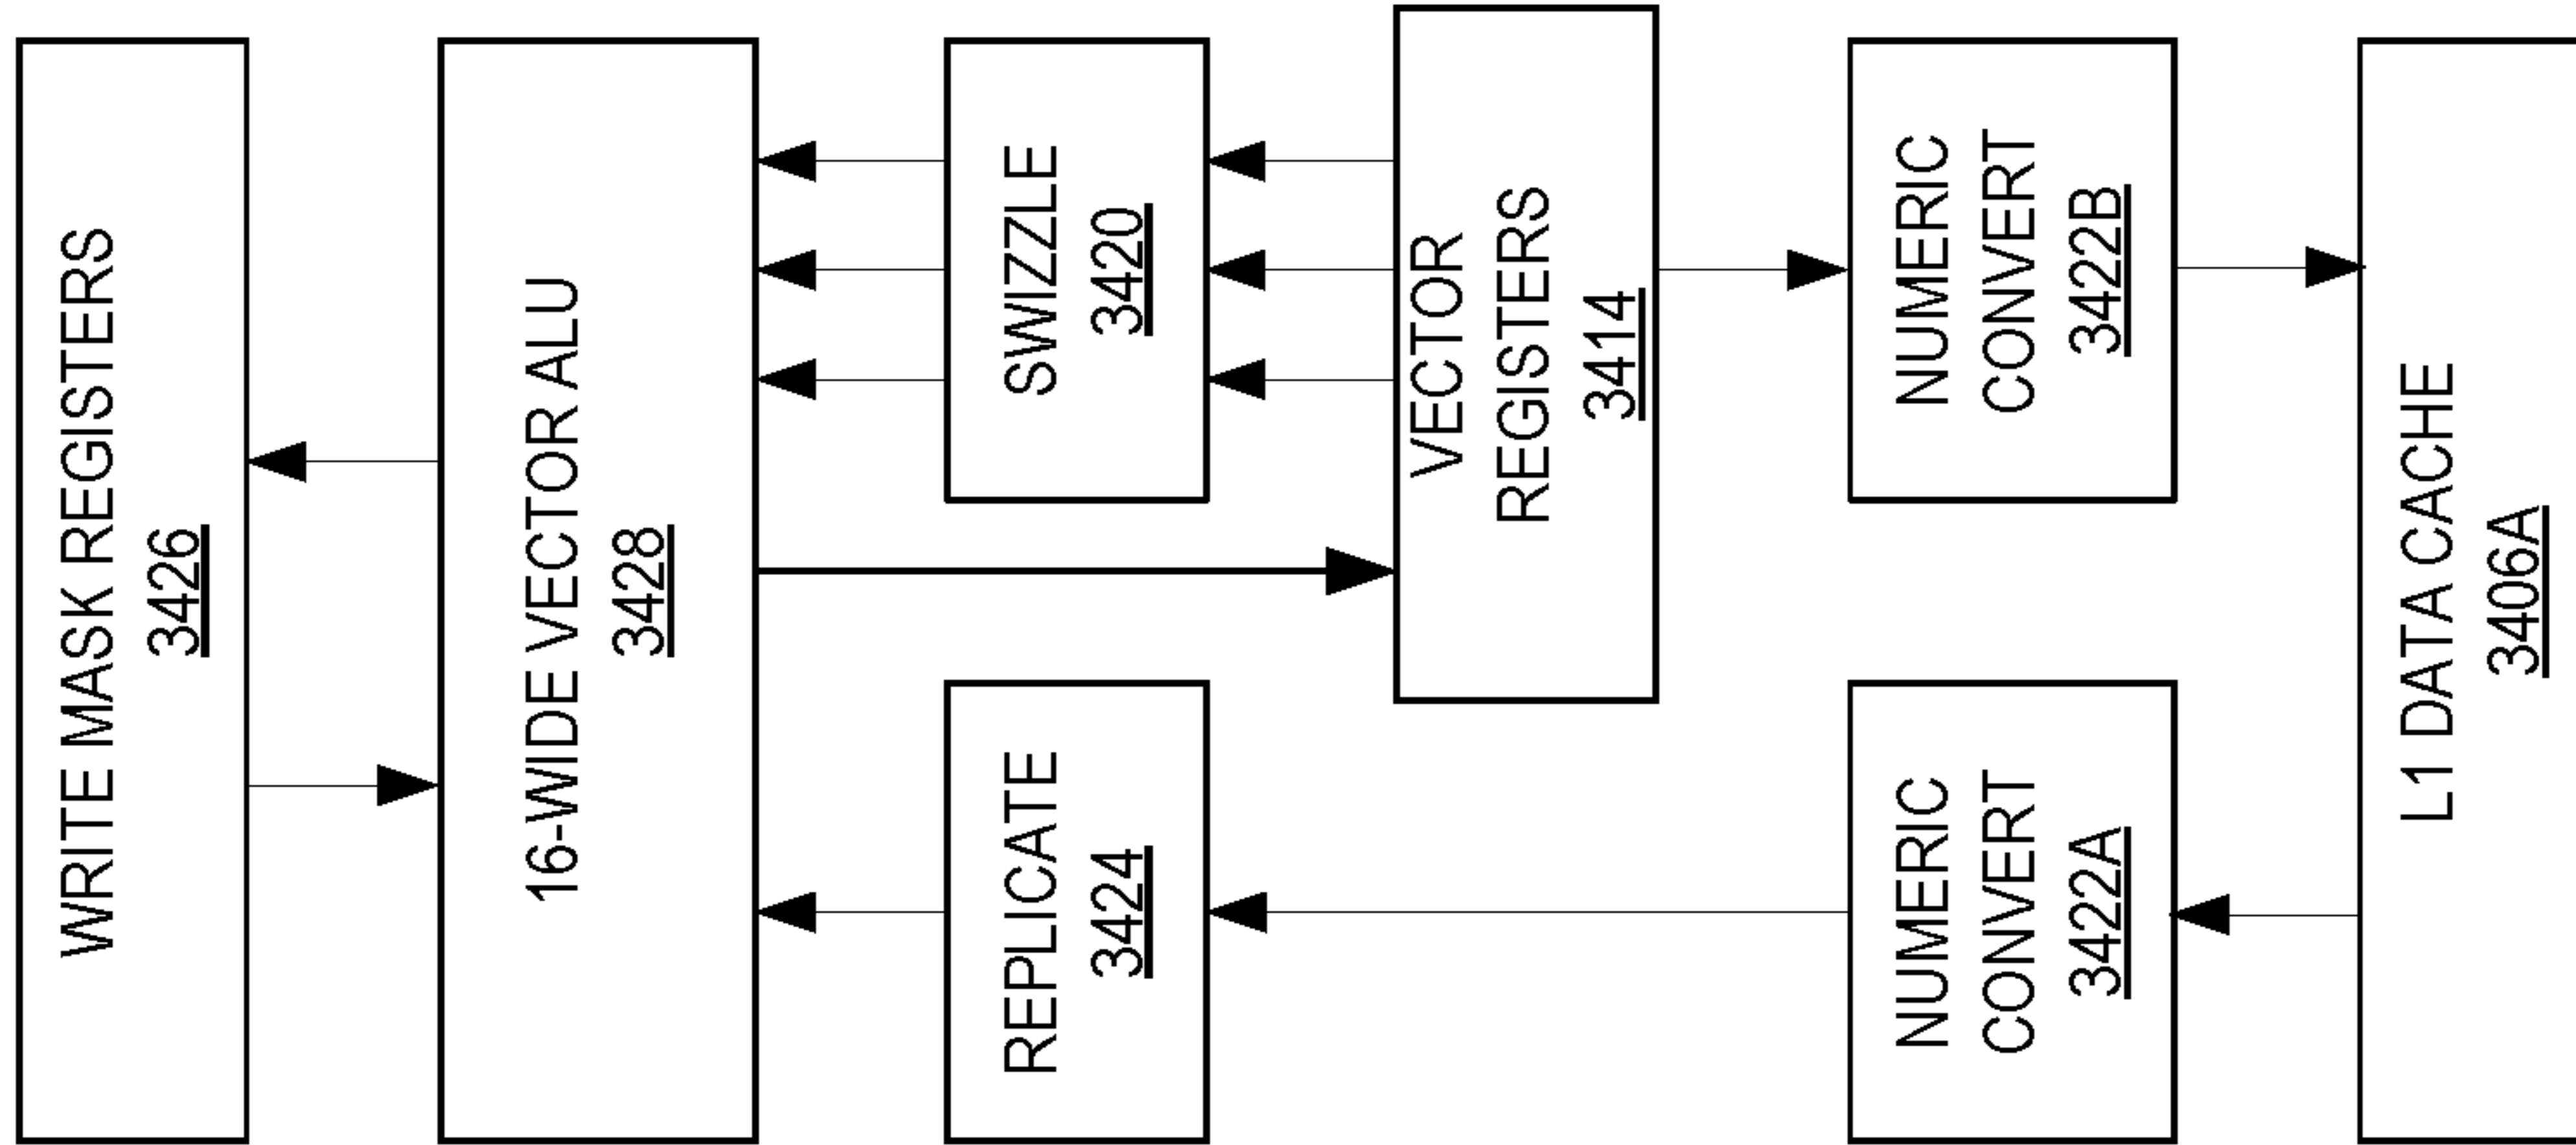 WRITE MASK REGISTERS
3426
16-WIDE VECTOR ALU
3428
REPLICATE
3424
SWIZZLE
3420
VECTOR
REGISTERS
3414
NUMERIC
CONVERT
3422A
NUMERIC
CONVERT
3422B
L1 DATA CACHE
3406A